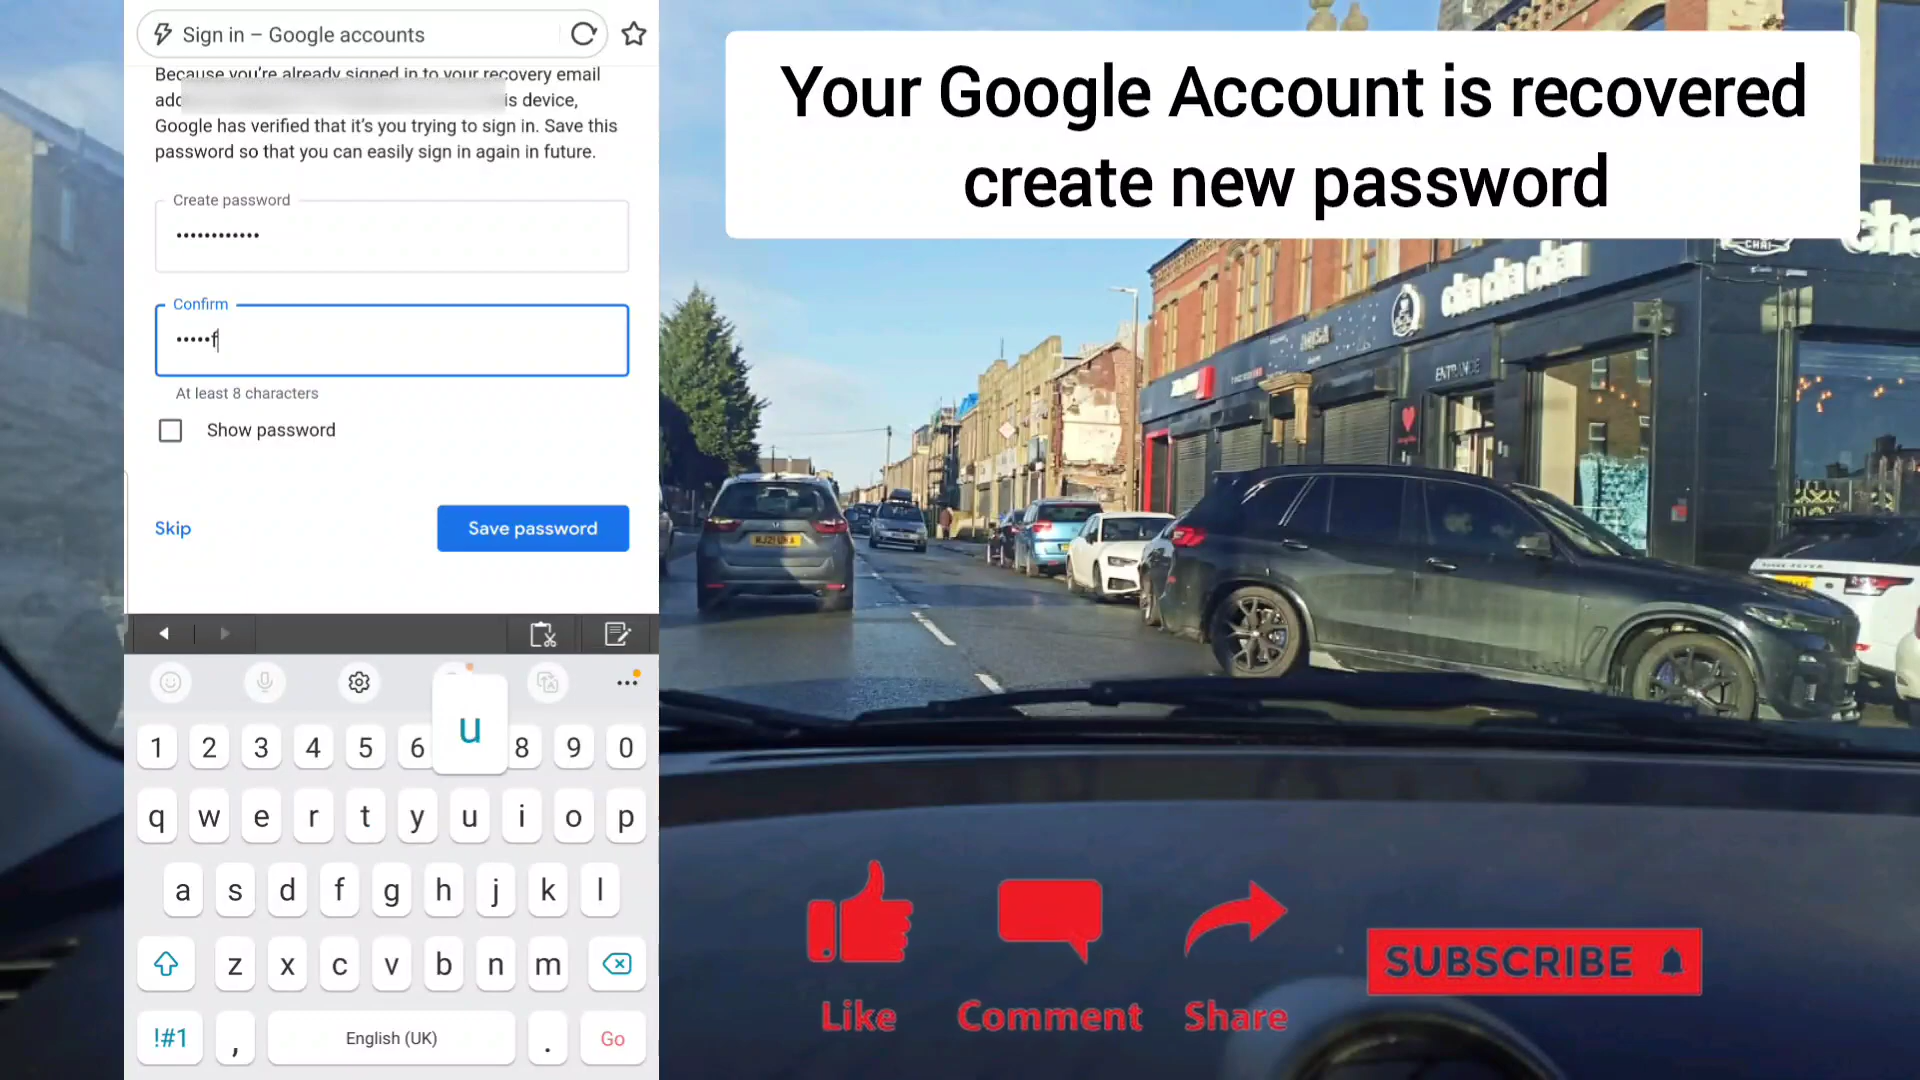 Sign in – Google accounts
Because you're already signed in to your recovery email
is device,
Google has verified that it's you trying to sign in. Save this
password so that you can easily sign in again in future.
Create password
••••••••••••
Confirm
•••••f
At least 8 characters
Show password
Skip
Save password
u
1 2 3 4 5 6 8 9 0
q w e r t y u i o p
a s d f g h j k l
z x c v b n m
!#1 , English (UK) . Go
Your Google Account is recovered
create new password
chaiiwala
CHAI
ENTRANCE
Like
Comment
Share
SUBSCRIBE